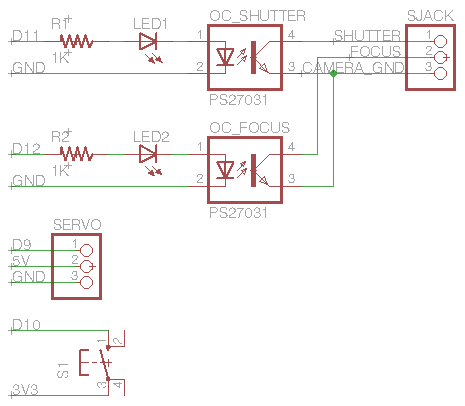 R1 LED1 OC_SHUTTER SJACK
D11 1 4 SHUTTER 1
FOCUS 2
1K
GND 2 3 CAMERA_GND 3
PS27031
R2 LED2 OC_FOCUS
D12 1 4
1K
GND 2 3
PS27031
SERVO
D9 1
5V 2
GND 3
D10
1 2
S1
3 4
3V3